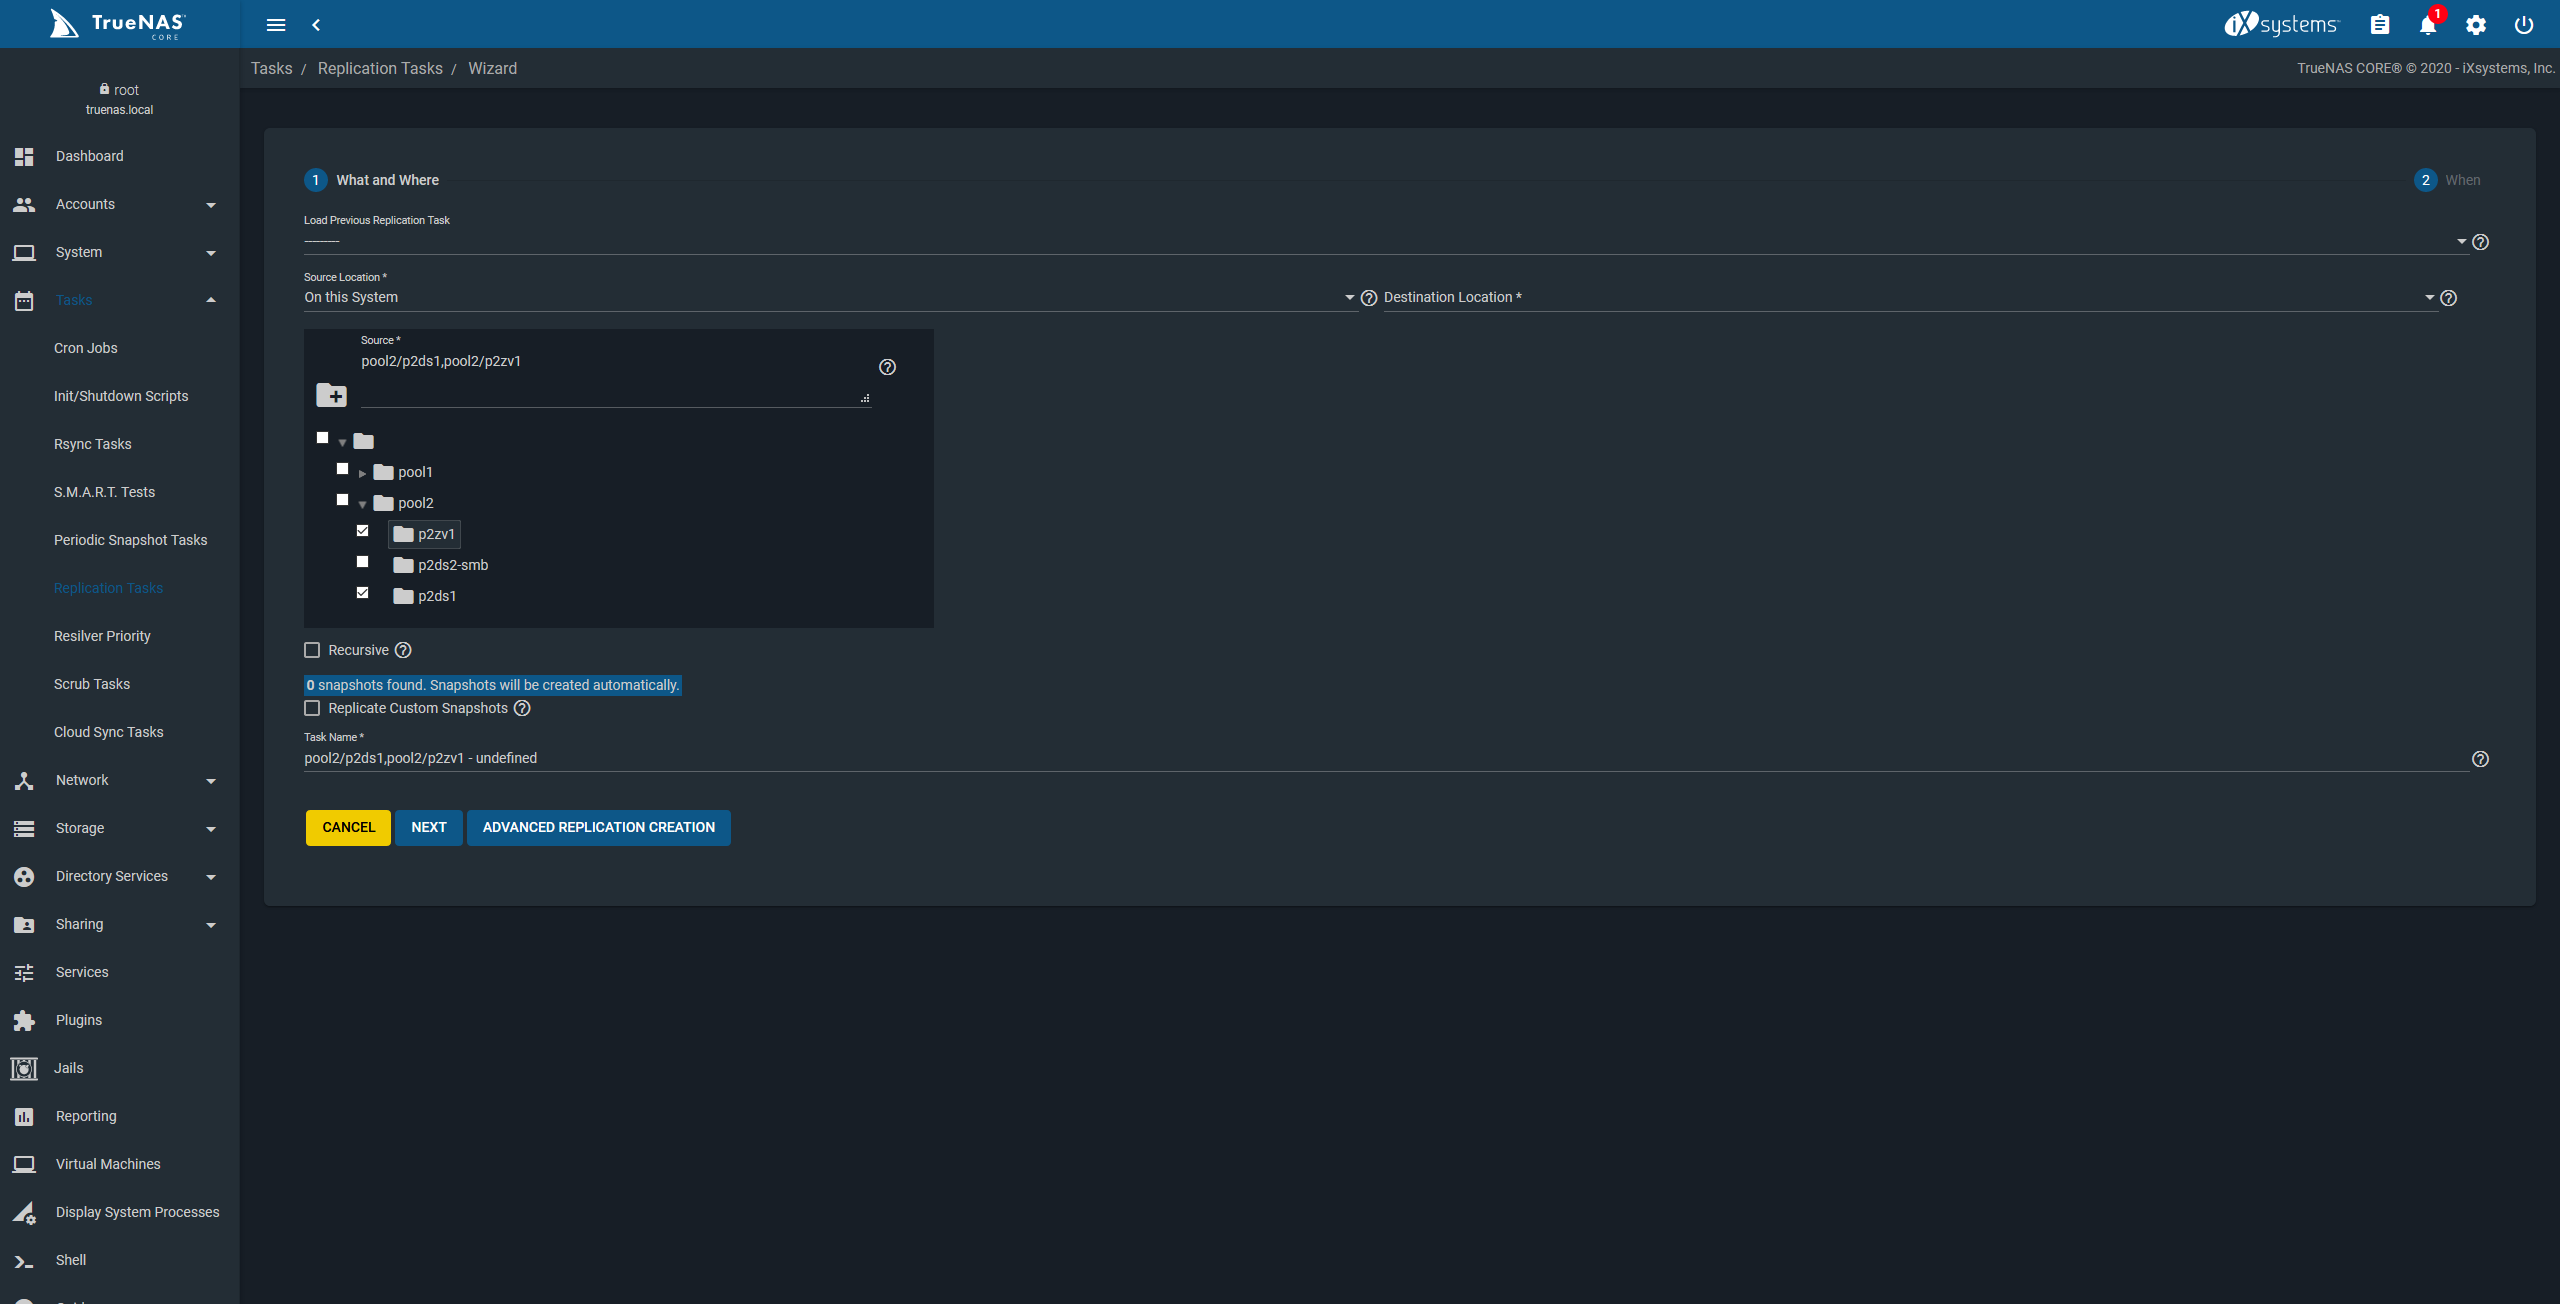 TrueNAS
CORE
iXsystems
1
Tasks / Replication Tasks / Wizard
TrueNAS CORE® © 2020 - iXsystems, Inc.
root
truenas.local
Dashboard
Accounts
System
Tasks
Cron Jobs
Init/Shutdown Scripts
Rsync Tasks
S.M.A.R.T. Tests
Periodic Snapshot Tasks
Replication Tasks
Resilver Priority
Scrub Tasks
Cloud Sync Tasks
Network
Storage
Directory Services
Sharing
Services
Plugins
Jails
Reporting
Virtual Machines
Display System Processes
Shell
1 What and Where
2 When
Load Previous Replication Task
---------
Source Location *
On this System
Destination Location *
Source *
pool2/p2ds1,pool2/p2zv1
pool1
pool2
p2zv1
p2ds2-smb
p2ds1
Recursive
0 snapshots found. Snapshots will be created automatically.
Replicate Custom Snapshots
Task Name *
pool2/p2ds1,pool2/p2zv1 - undefined
CANCEL NEXT ADVANCED REPLICATION CREATION